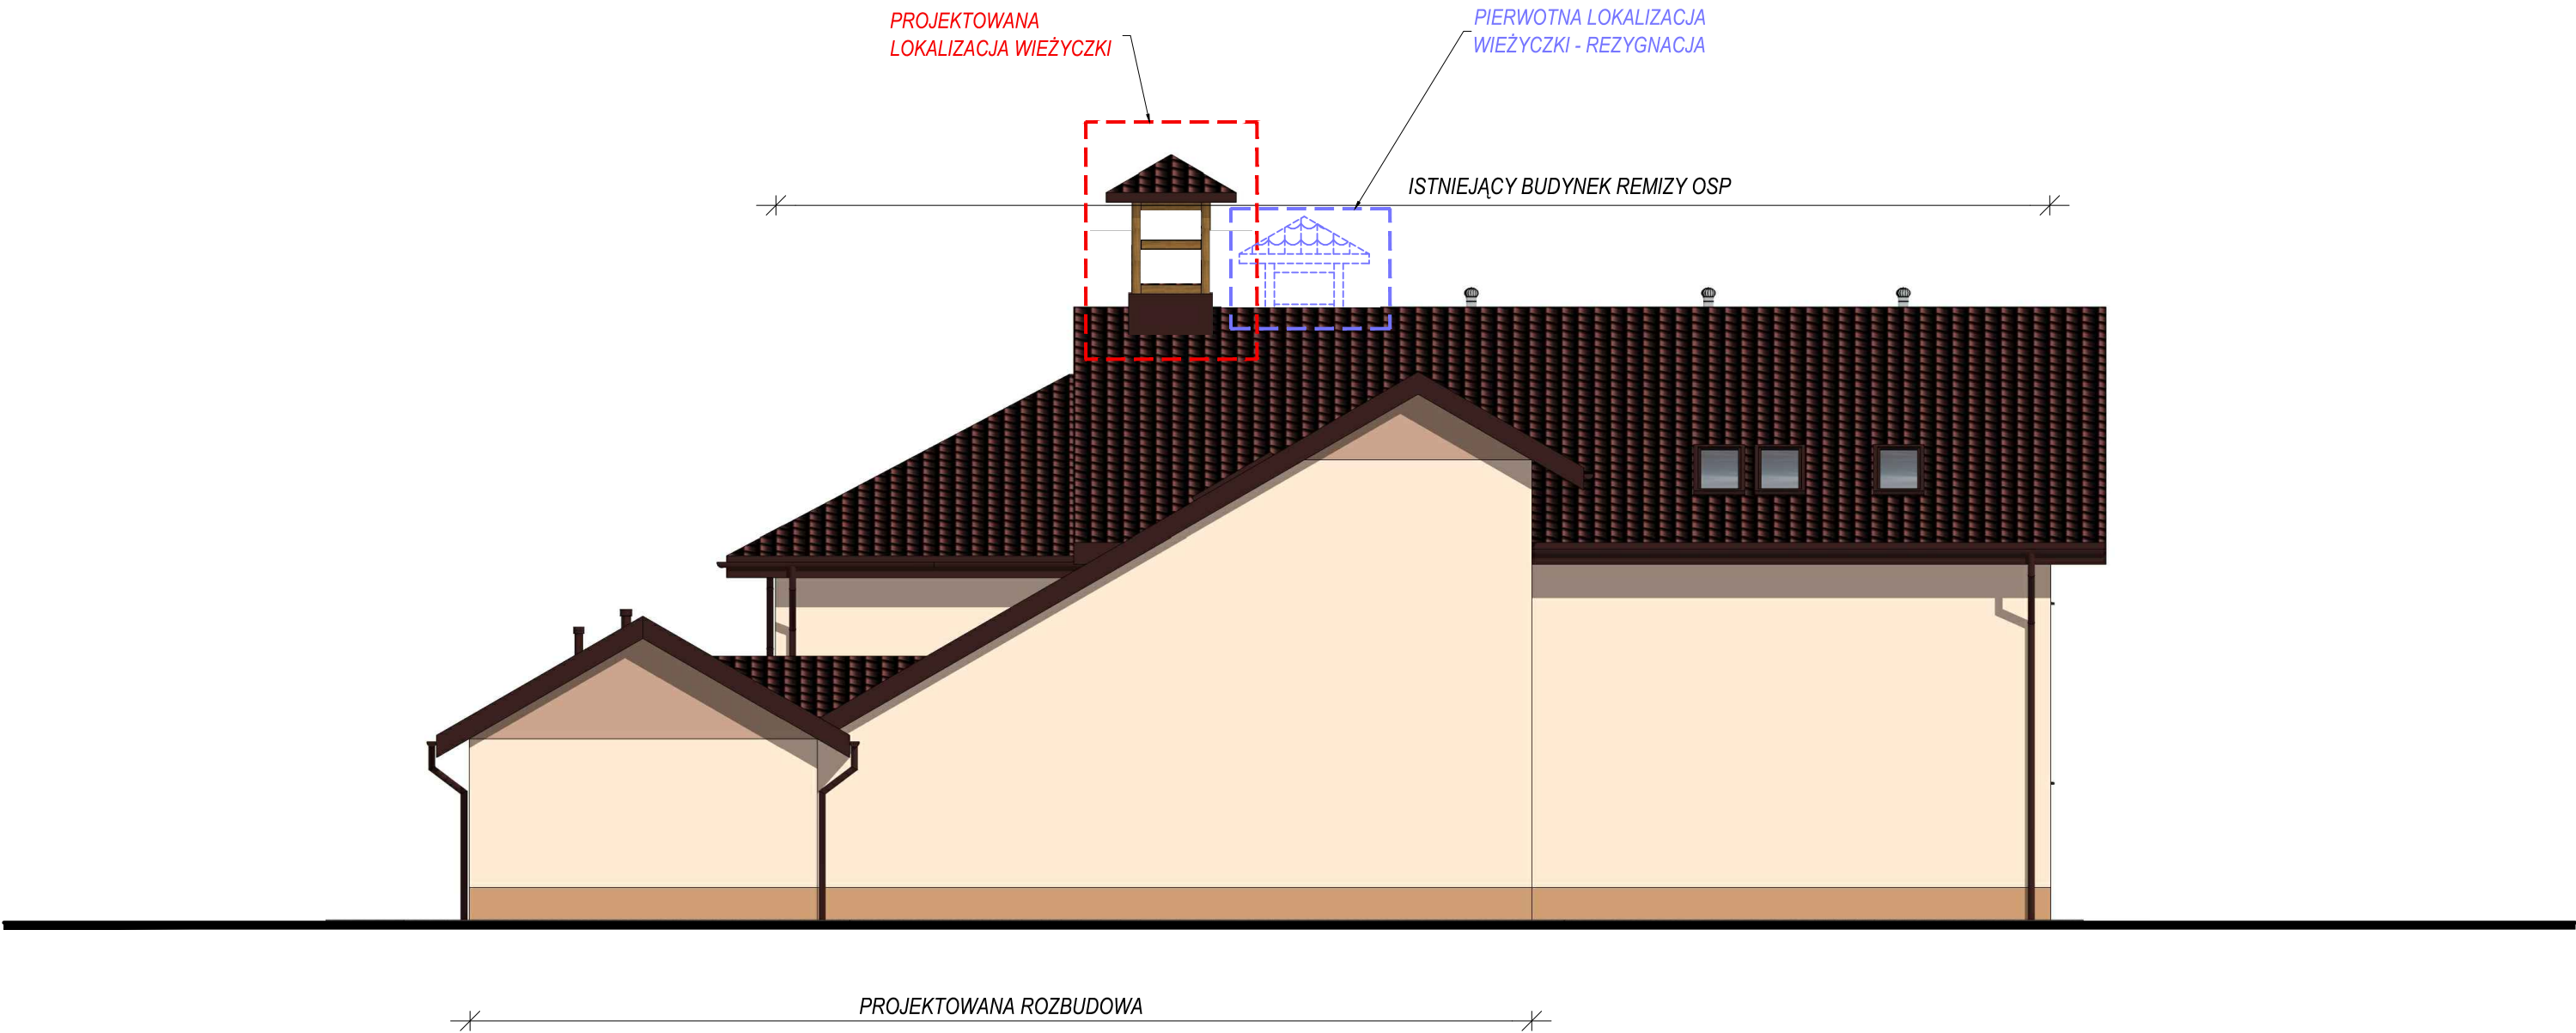 PROJEKTOWANA
LOKALIZACJA WIEŻYCZKI
PIERWOTNA LOKALIZACJA
WIEŻYCZKI - REZYGNACJA
ISTNIEJĄCY BUDYNEK REMIZY OSP
PROJEKTOWANA ROZBUDOWA